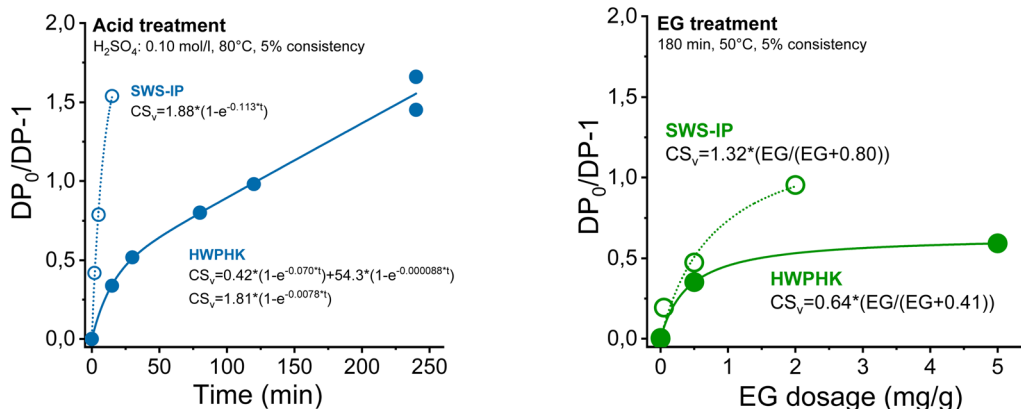 Acid treatment
H₂SO₄: 0.10 mol/l, 80°C, 5% consistency
SWS-IP
CSᵥ=1.88*(1-e^-0.113*t)
HWPHK
CSᵥ=0.42*(1-e^-0.070*t)+54.3*(1-e^-0.000088*t)
CSᵥ=1.81*(1-e^-0.0078*t)
DP₀/DP-1
2,0
1,5
1,0
0,5
0,0
0
50
100
150
200
250
Time (min)
EG treatment
180 min, 50°C, 5% consistency
SWS-IP
CSᵥ=1.32*(EG/(EG+0.80))
HWPHK
CSᵥ=0.64*(EG/(EG+0.41))
DP₀/DP-1
2,0
1,5
1,0
0,5
0,0
0
1
2
3
4
5
EG dosage (mg/g)